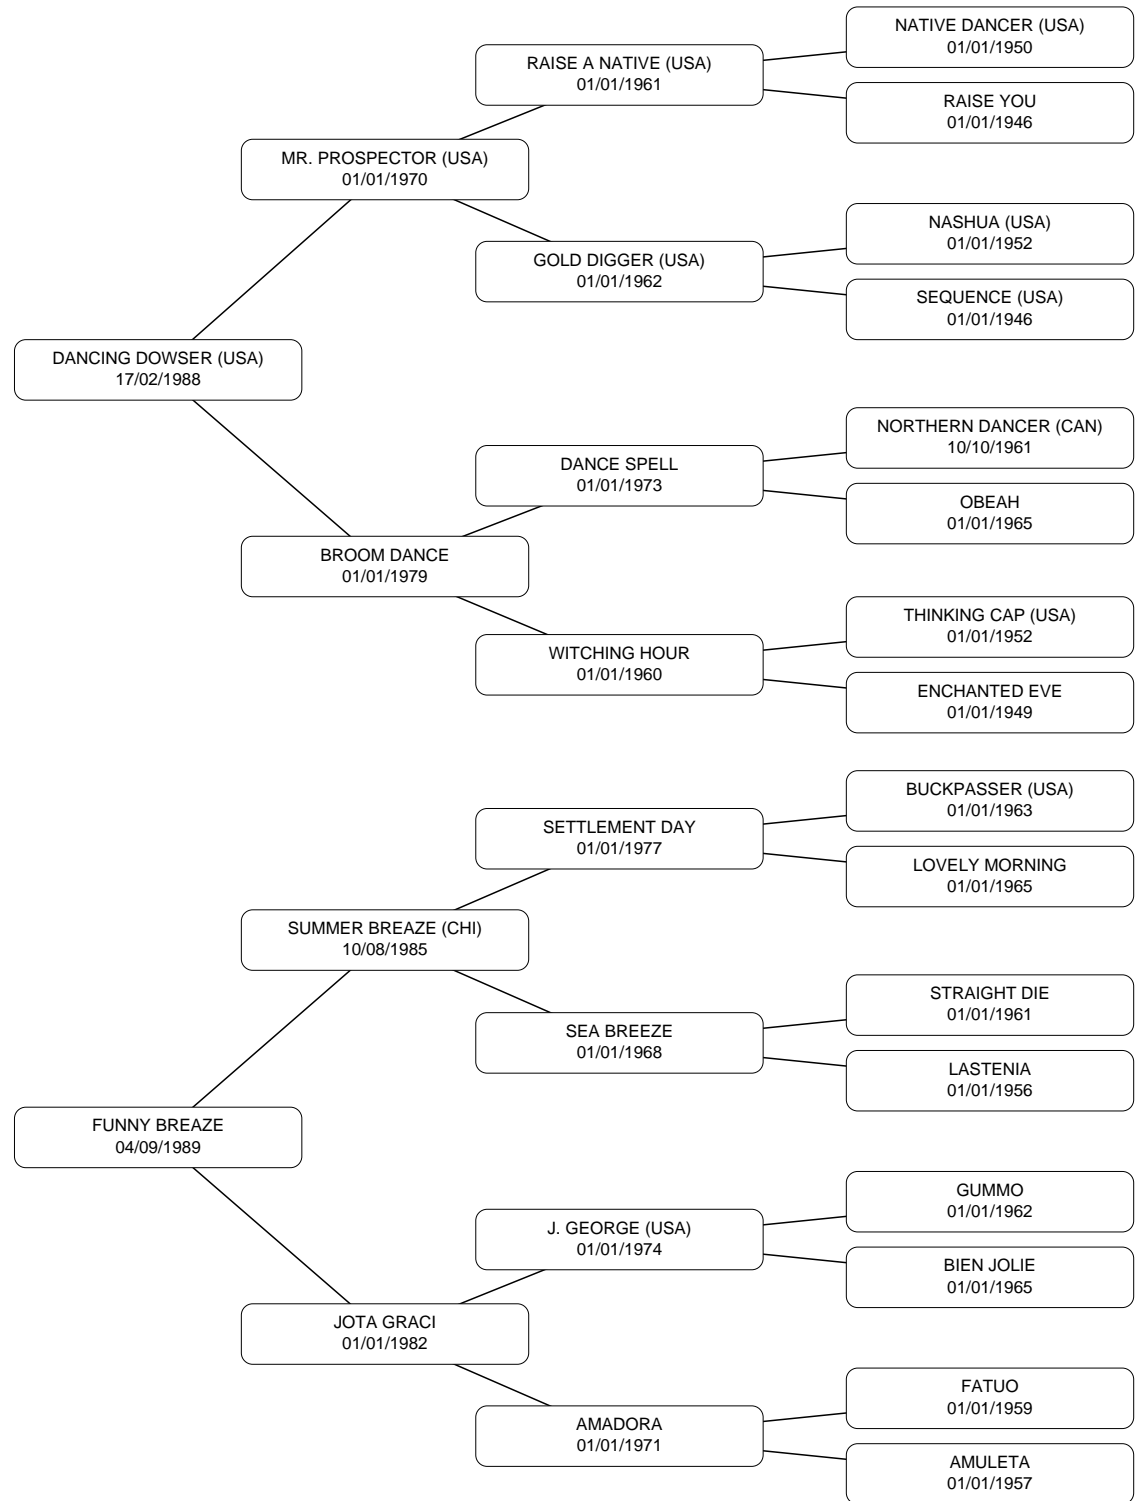 NATIVE DANCER (USA)
01/01/1950
RAISE A NATIVE (USA)
01/01/1961
RAISE YOU
01/01/1946
MR. PROSPECTOR (USA)
01/01/1970
NASHUA (USA)
01/01/1952
GOLD DIGGER (USA)
01/01/1962
SEQUENCE (USA)
01/01/1946
DANCING DOWSER (USA)
17/02/1988
NORTHERN DANCER (CAN)
10/10/1961
DANCE SPELL
01/01/1973
OBEAH
01/01/1965
BROOM DANCE
01/01/1979
THINKING CAP (USA)
01/01/1952
WITCHING HOUR
01/01/1960
ENCHANTED EVE
01/01/1949
BUCKPASSER (USA)
01/01/1963
SETTLEMENT DAY
01/01/1977
LOVELY MORNING
01/01/1965
SUMMER BREAZE (CHI)
10/08/1985
STRAIGHT DIE
01/01/1961
SEA BREEZE
01/01/1968
LASTENIA
01/01/1956
FUNNY BREAZE
04/09/1989
GUMMO
01/01/1962
J. GEORGE (USA)
01/01/1974
BIEN JOLIE
01/01/1965
JOTA GRACI
01/01/1982
FATUO
01/01/1959
AMADORA
01/01/1971
AMULETA
01/01/1957